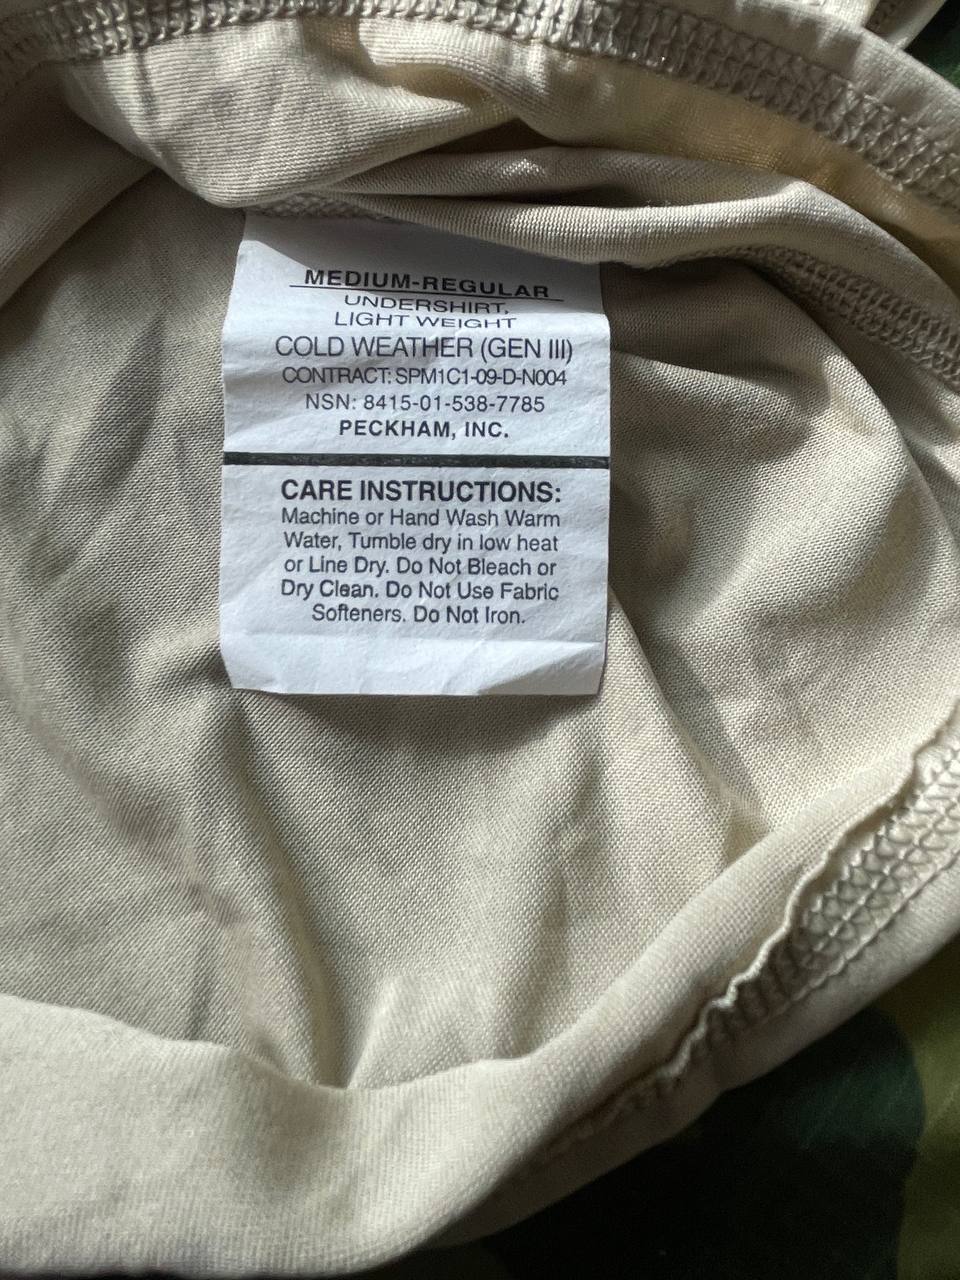 MEDIUM-REGULAR
UNDERSHIRT,
LIGHT WEIGHT
COLD WEATHER (GEN III)
CONTRACT: SPM1C1-09-D-N004
NSN: 8415-01-538-7785
PECKHAM, INC.
CARE INSTRUCTIONS:
Machine or Hand Wash Warm
Water, Tumble dry in low heat
or Line Dry. Do Not Bleach or
Dry Clean. Do Not Use Fabric
Softeners. Do Not Iron.